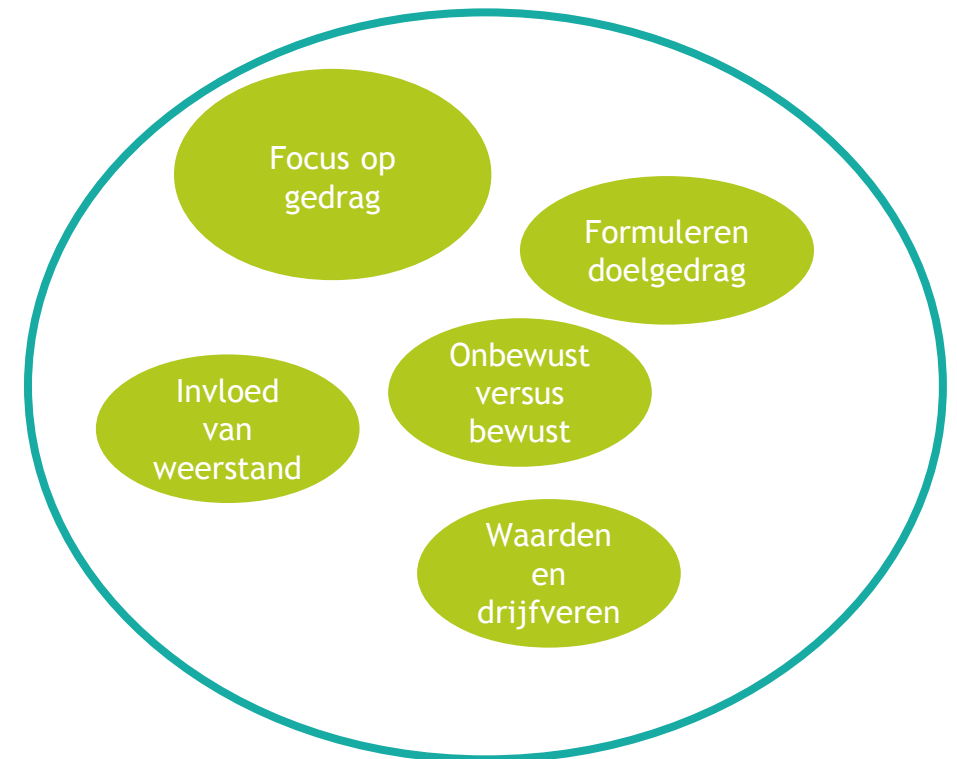 Focus op
gedrag
Formuleren
doelgedrag
Onbewust
versus
bewust
Invloed
van
weerstand
Waarden
en
drijfveren